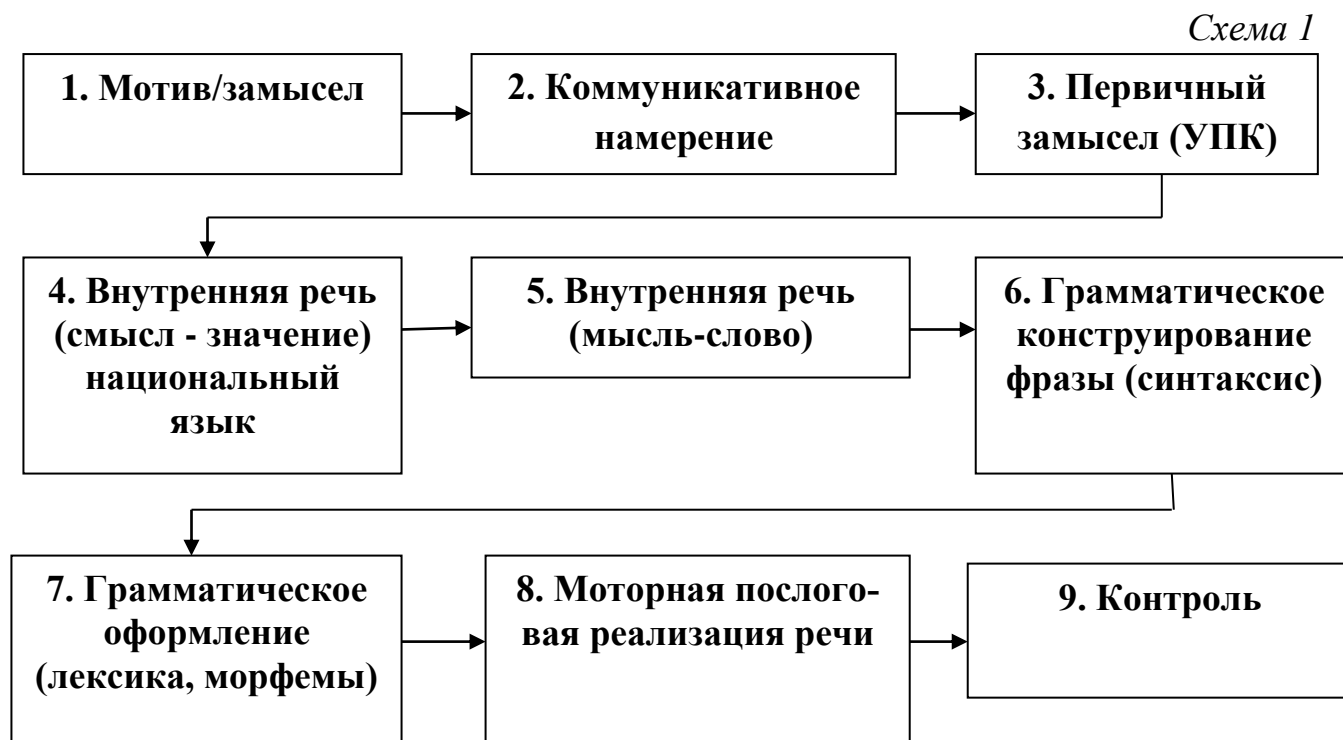 Схема 1
1. Мотив/замысел
2. Коммуникативное
намерение
3. Первичный
замысел (УПК)
4. Внутренняя речь
(смысл - значение)
национальный
язык
5. Внутренняя речь
(мысль-слово)
6. Грамматическое
конструирование
фразы (синтаксис)
7. Грамматическое
оформление
(лексика, морфемы)
8. Моторная послого-
вая реализация речи
9. Контроль